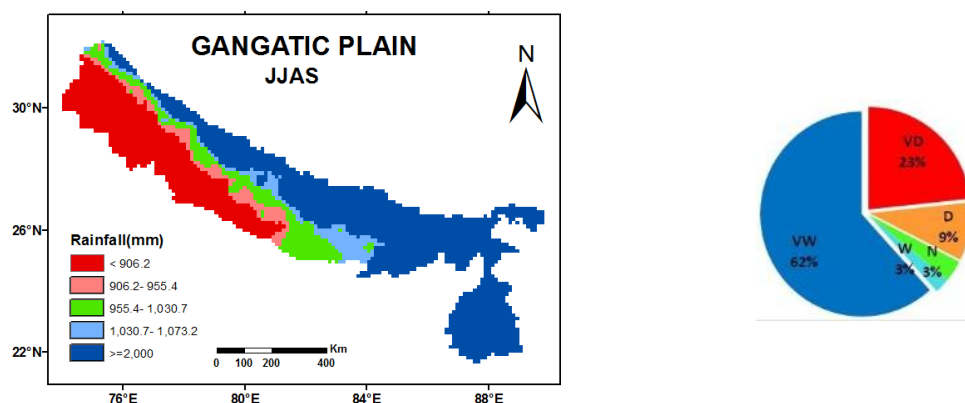 GANGATIC PLAIN
JJAS
N
30°N
26°N
22°N
Rainfall(mm)
< 906.2
906.2- 955.4
955.4- 1,030.7
1,030.7- 1,073.2
>=2,000
Km
0 100 200 400
76°E 80°E 84°E 88°E
VD
23%
D
9%
N
3%
W
3%
VW
62%